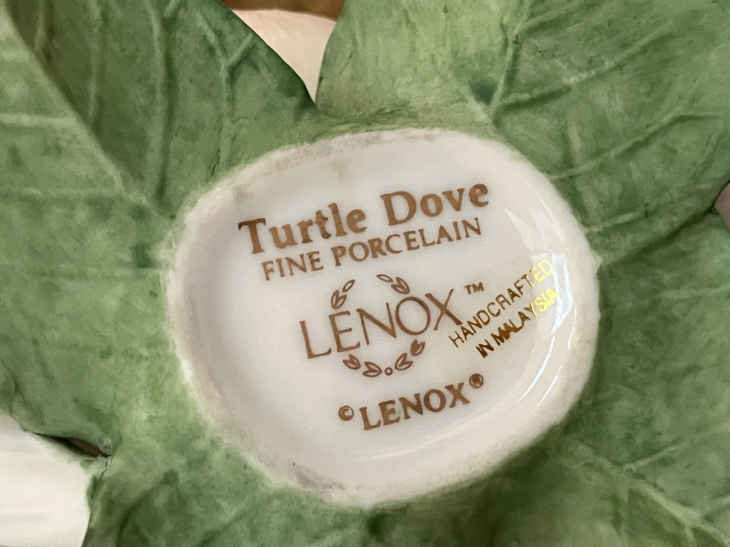 Turtle Dove
FINE PORCELAIN
LENOX™
HANDCRAFTED
IN MALAYSIA
©LENOX®